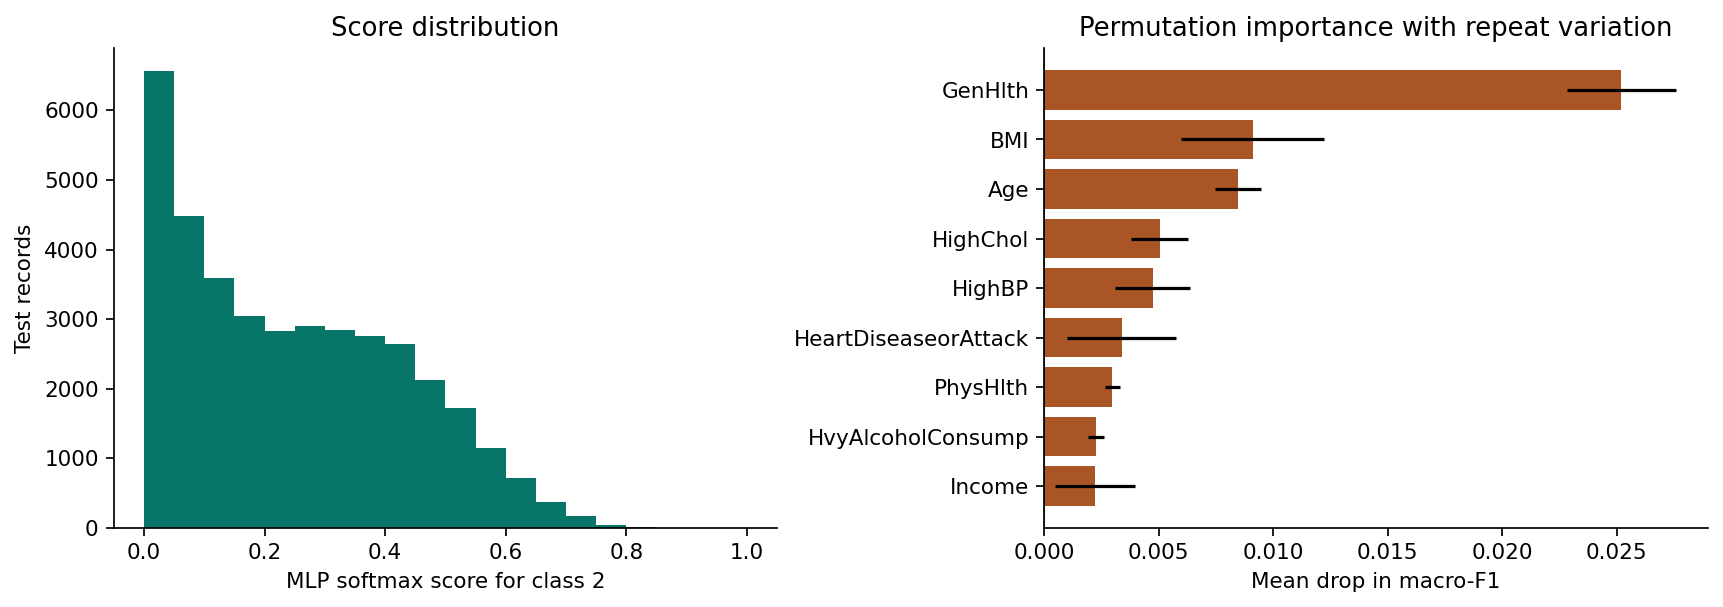 Score distribution
Test records
6000
5000
4000
3000
2000
1000
0
0.0 0.2 0.4 0.6 0.8 1.0
MLP softmax score for class 2
Permutation importance with repeat variation
GenHlth
BMI
Age
HighChol
HighBP
HeartDiseaseorAttack
PhysHlth
HvyAlcoholConsump
Income
0.000 0.005 0.010 0.015 0.020 0.025
Mean drop in macro-F1